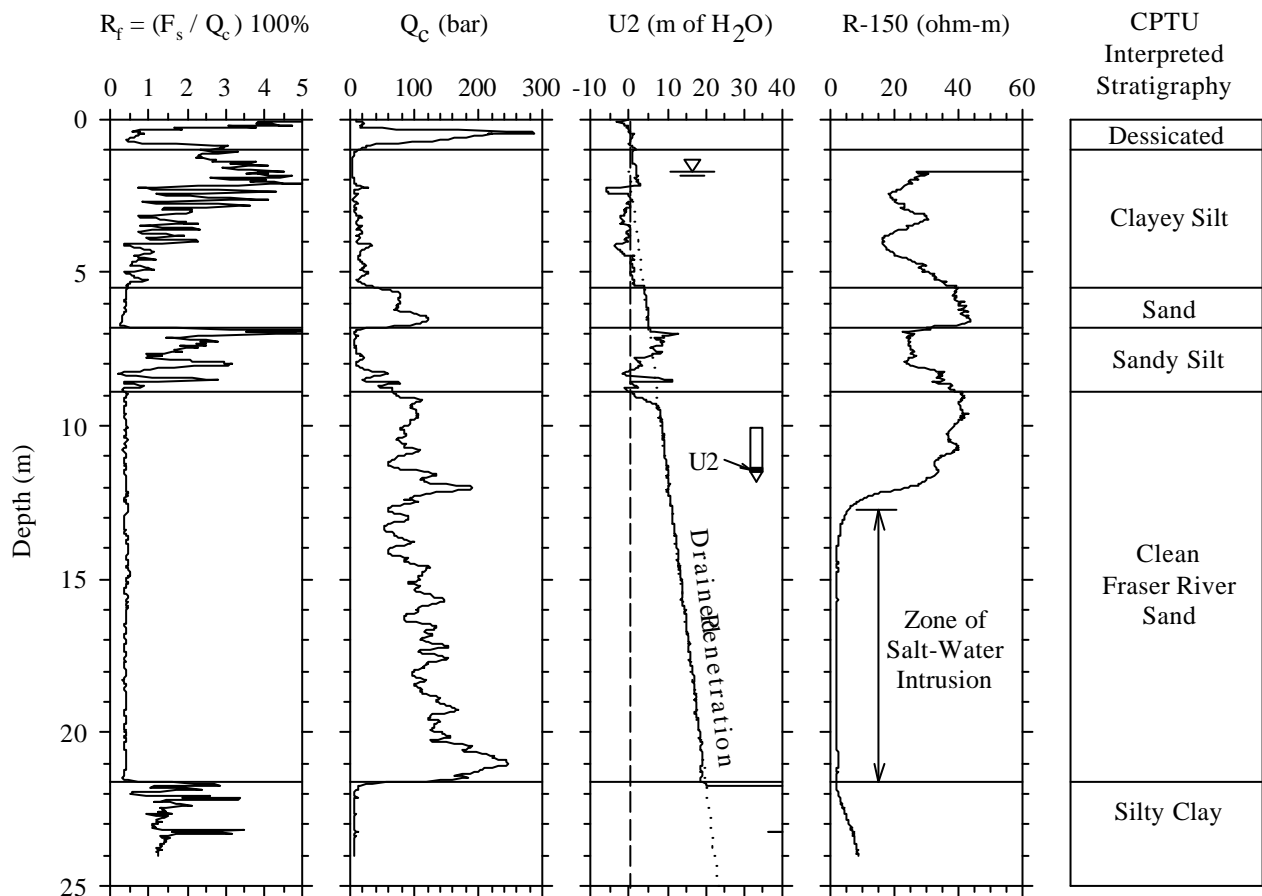 R_f = (F_s / Q_c) 100%
Q_c (bar)
U2 (m of H_2O)
R-150 (ohm-m)
CPTU
Interpreted
Stratigraphy
0 1 2 3 4 5
0 100 200 300
-10 0 10 20 30 40
0 20 40 60
0
5
10
15
20
25
Depth (m)
Dessicated
Clayey Silt
Sand
Sandy Silt
Clean
Fraser River
Sand
Silty Clay
U2
Drained
Penetration
Zone of
Salt-Water
Intrusion